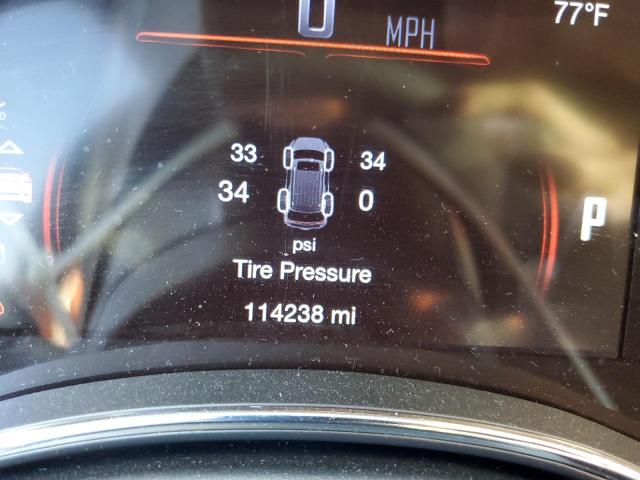 0 MPH
77°F
33 34
34 0
P
psi
Tire Pressure
114238 mi